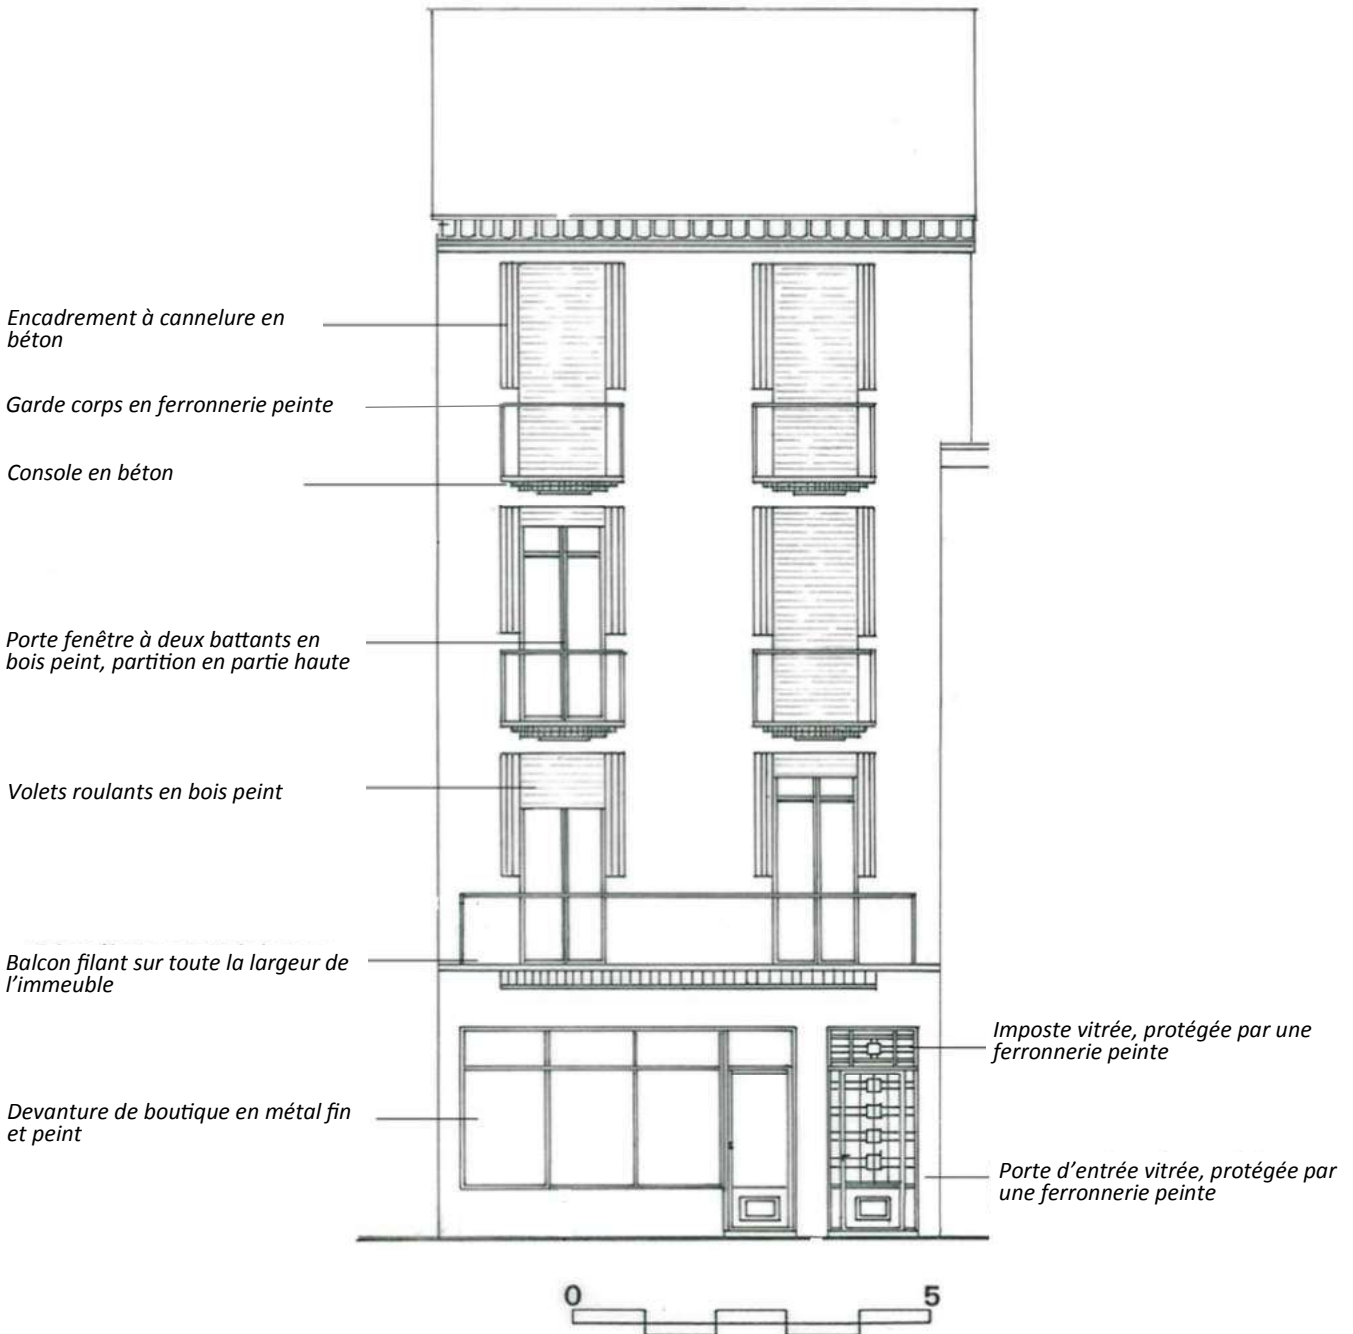 Encadrement à cannelure en
béton
Garde corps en ferronnerie peinte
Console en béton
Porte fenêtre à deux battants en
bois peint, partition en partie haute
Volets roulants en bois peint
Balcon filant sur toute la largeur de
l'immeuble
Devanture de boutique en métal fin
et peint
Imposte vitrée, protégée par une
ferronnerie peinte
Porte d'entrée vitrée, protégée par
une ferronnerie peinte
0 5